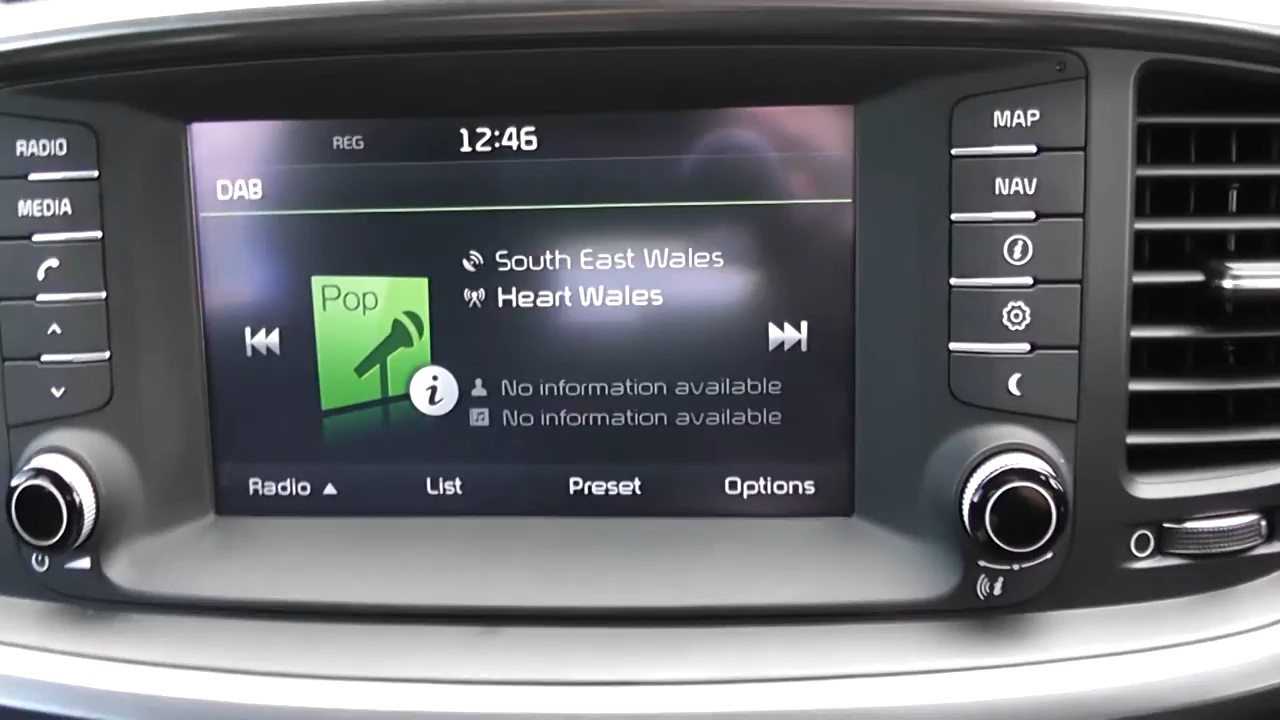 RADIO
MEDIA
REG 12:46
DAB
South East Wales
Heart Wales
Pop
i
No information available
No information available
Radio ▲ List Preset Options
MAP
NAV
i
i